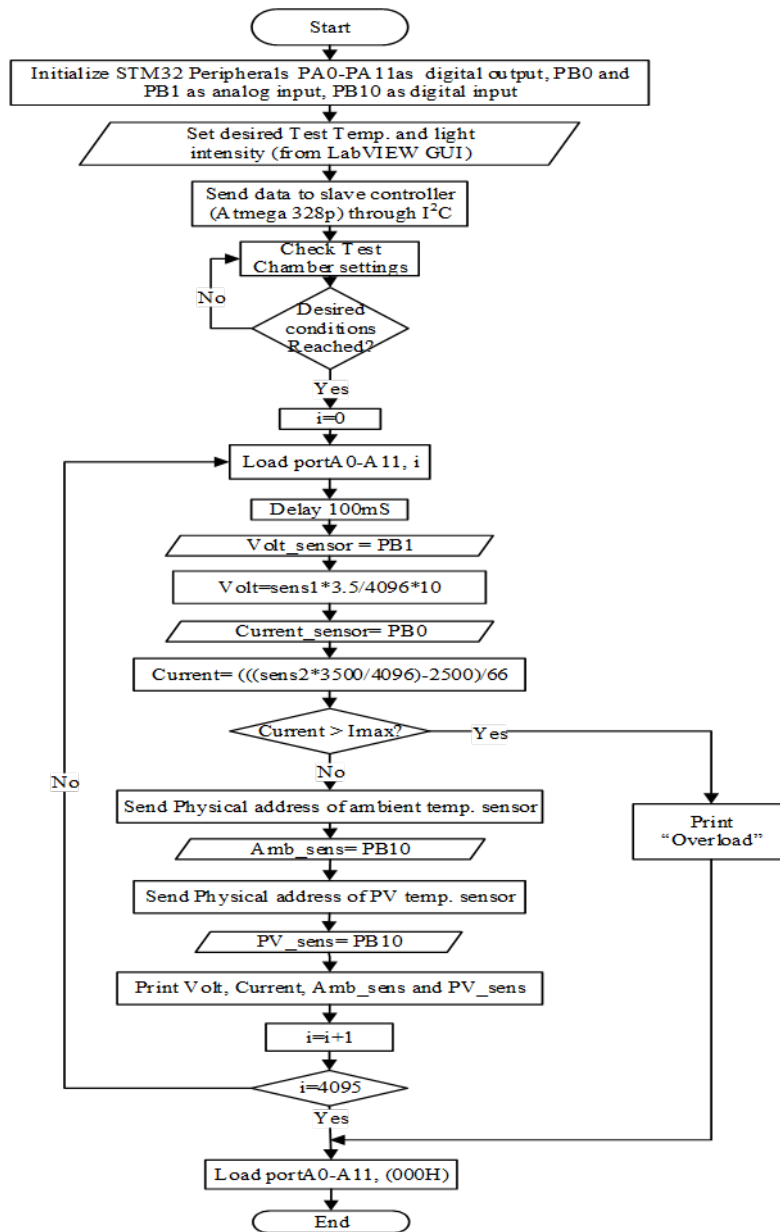 Start
Initialize STM32 Peripherals PA0-PA11as digital output, PB0 and
PB1 as analog input, PB10 as digital input
Set desired Test Temp. and light
intensity (from LabVIEW GUI)
Send data to slave controller
(Atmega 328p) through I²C
Check Test
Chamber settings
No
Desired
conditions
Reached?
Yes
i=0
Load portA0-A11, i
Delay 100mS
Volt_sensor = PB1
Volt=sens1*3.5/4096*10
Current_sensor= PB0
Current= (((sens2*3500/4096)-2500)/66
Current > Imax?
Yes
No
No
Send Physical address of ambient temp. sensor
Print
“Overload”
Amb_sens= PB10
Send Physical address of PV temp. sensor
PV_sens= PB10
Print Volt, Current, Amb_sens and PV_sens
i=i+1
i=4095
Yes
Load portA0-A11, (000H)
End